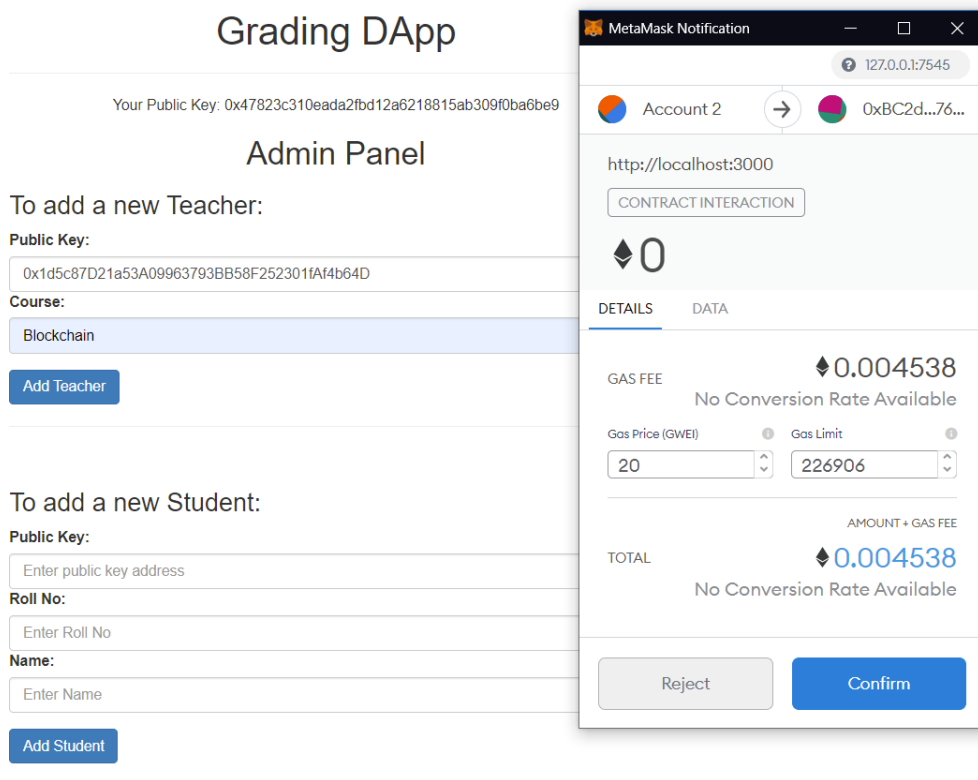 Grading DApp
Your Public Key: 0x47823c310eada2fbd12a6218815ab309f0ba6be9
Admin Panel
To add a new Teacher:
Public Key:
0x1d5c87D21a53A09963793BB58F252301fAf4b64D
Course:
Blockchain
Add Teacher
To add a new Student:
Public Key:
Enter public key address
Roll No:
Enter Roll No
Name:
Enter Name
Add Student
MetaMask Notification
127.0.0.1:7545
Account 2
0xBC2d...76...
http://localhost:3000
CONTRACT INTERACTION
0
DETAILS DATA
GAS FEE 0.004538
No Conversion Rate Available
Gas Price (GWEI) Gas Limit
20 226906
AMOUNT + GAS FEE
TOTAL 0.004538
No Conversion Rate Available
Reject Confirm